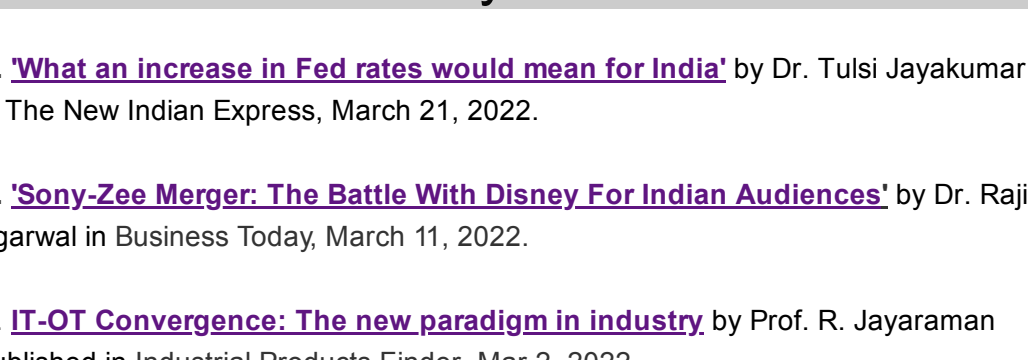 . 'What an increase in Fed rates would mean for India' by Dr. Tulsi Jayakumar
The New Indian Express, March 21, 2022.
. 'Sony-Zee Merger: The Battle With Disney For Indian Audiences' by Dr. Raji
garwal in Business Today, March 11, 2022.
. IT-OT Convergence: The new paradigm in industry by Prof. R. Jayaraman
ublished in Industrial Products Finder, Mar 2, 2022